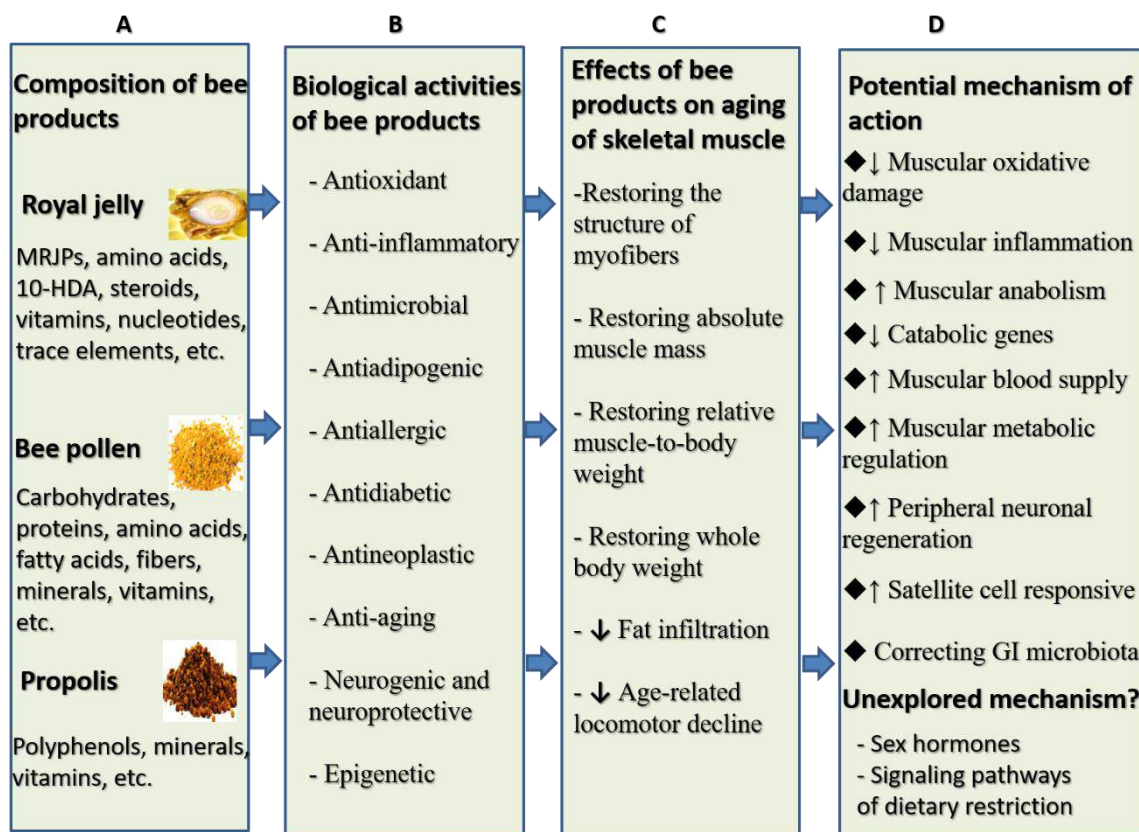 A
B
C
D
Composition of bee
products
Royal jelly
MRJPs, amino acids,
10-HDA, steroids,
vitamins, nucleotides,
trace elements, etc.
Bee pollen
Carbohydrates,
proteins, amino acids,
fatty acids, fibers,
minerals, vitamins,
etc.
Propolis
Polyphenols, minerals,
vitamins, etc.
Biological activities
of bee products
- Antioxidant
- Anti-inflammatory
- Antimicrobial
- Antiadipogenic
- Antiallergic
- Antidiabetic
- Antineoplastic
- Anti-aging
- Neurogenic and
neuroprotective
- Epigenetic
Effects of bee
products on aging
of skeletal muscle
-Restoring the
structure of
myofibers
- Restoring absolute
muscle mass
- Restoring relative
muscle-to-body
weight
- Restoring whole
body weight
- ↓ Fat infiltration
- ↓ Age-related
locomotor decline
Potential mechanism of
action
◆↓ Muscular oxidative
damage
◆↓ Muscular inflammation
◆ ↑ Muscular anabolism
◆↓ Catabolic genes
◆↑ Muscular blood supply
◆↑ Muscular metabolic
regulation
◆↑ Peripheral neuronal
regeneration
◆↑ Satellite cell responsive
◆ Correcting GI microbiota
Unexplored mechanism?
- Sex hormones
- Signaling pathways
of dietary restriction